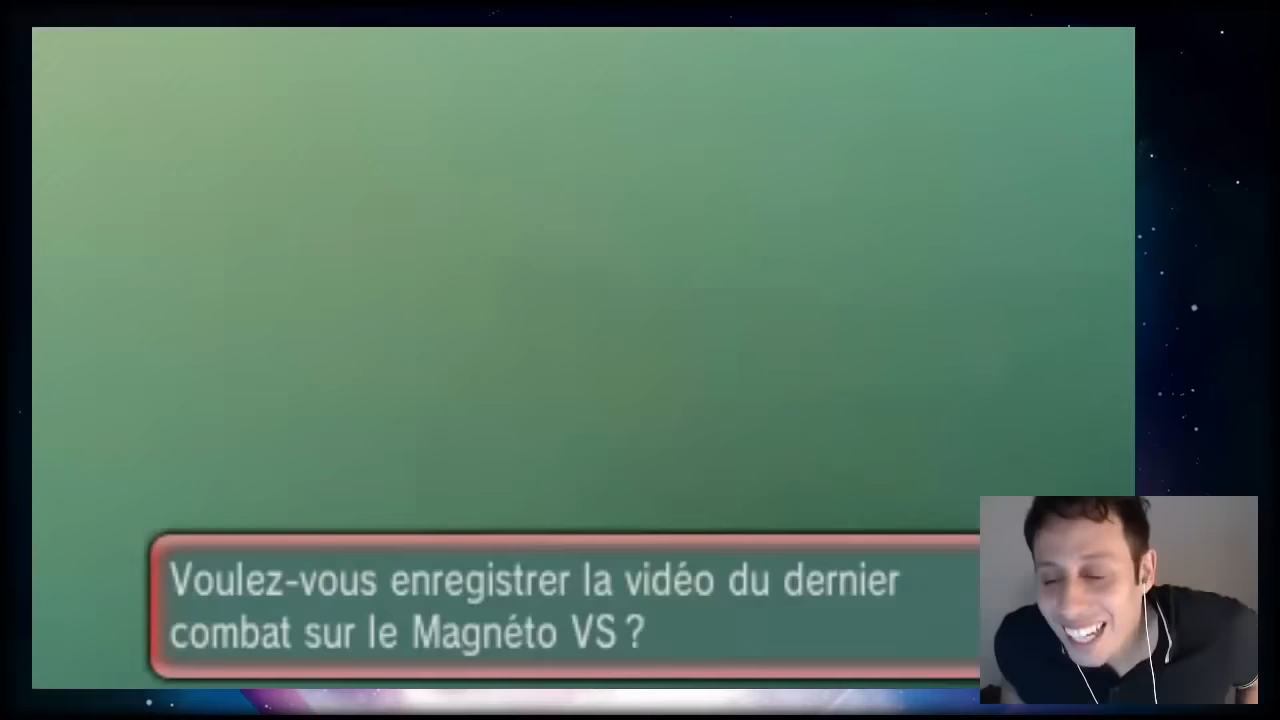 Voulez-vous enregistrer la vidéo du dernier
combat sur le Magnéto VS ?